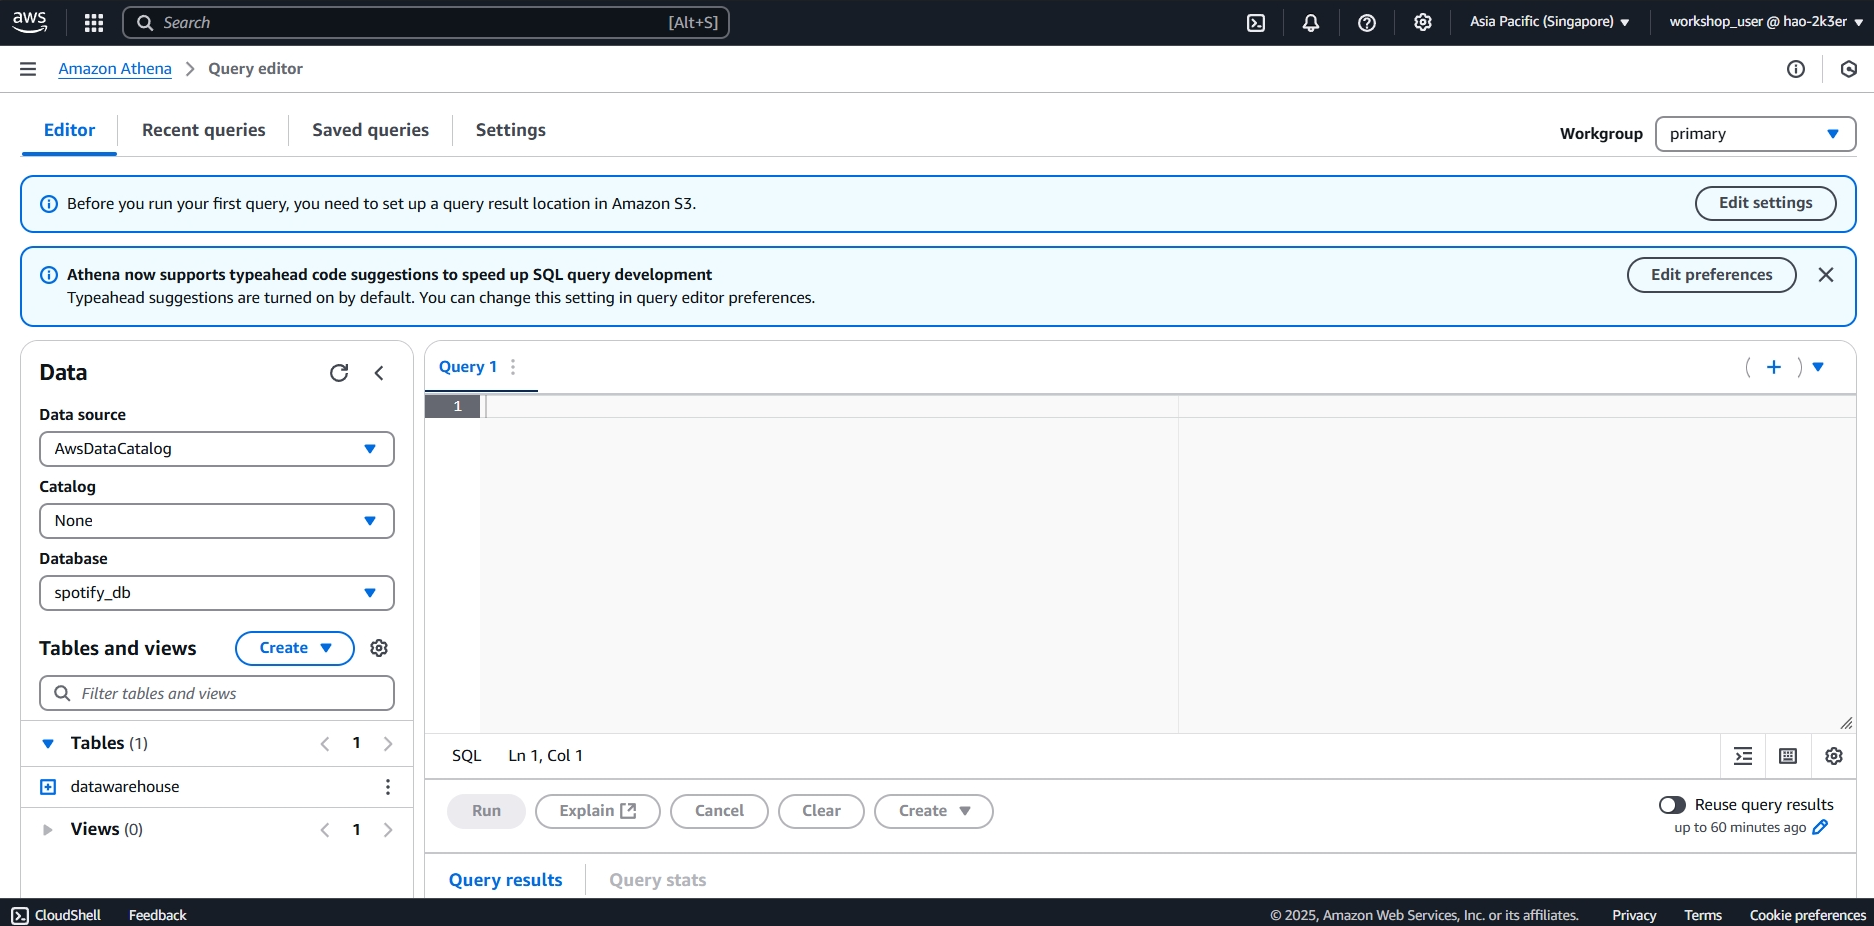 aws
Search [Alt+S]
Asia Pacific (Singapore)
workshop_user @ hao-2k3er
Amazon Athena
Query editor
Editor
Recent queries
Saved queries
Settings
Workgroup
primary
Before you run your first query, you need to set up a query result location in Amazon S3.
Edit settings
Athena now supports typeahead code suggestions to speed up SQL query development
Typeahead suggestions are turned on by default. You can change this setting in query editor preferences.
Edit preferences
Data
Data source
AwsDataCatalog
Catalog
None
Database
spotify_db
Tables and views
Create
Filter tables and views
Tables (1)
1
datawarehouse
Views (0)
1
Query 1
1
SQL
Ln 1, Col 1
Run
Explain
Cancel
Clear
Create
Reuse query results
up to 60 minutes ago
Query results
Query stats
CloudShell
Feedback
© 2025, Amazon Web Services, Inc. or its affiliates.
Privacy
Terms
Cookie preferences